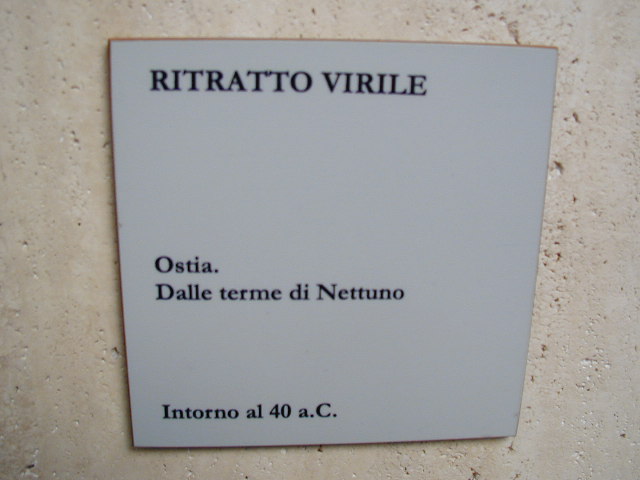 RITRATTO VIRILE
Ostia.
Dalle terme di Nettuno
Intorno al 40 a.C.